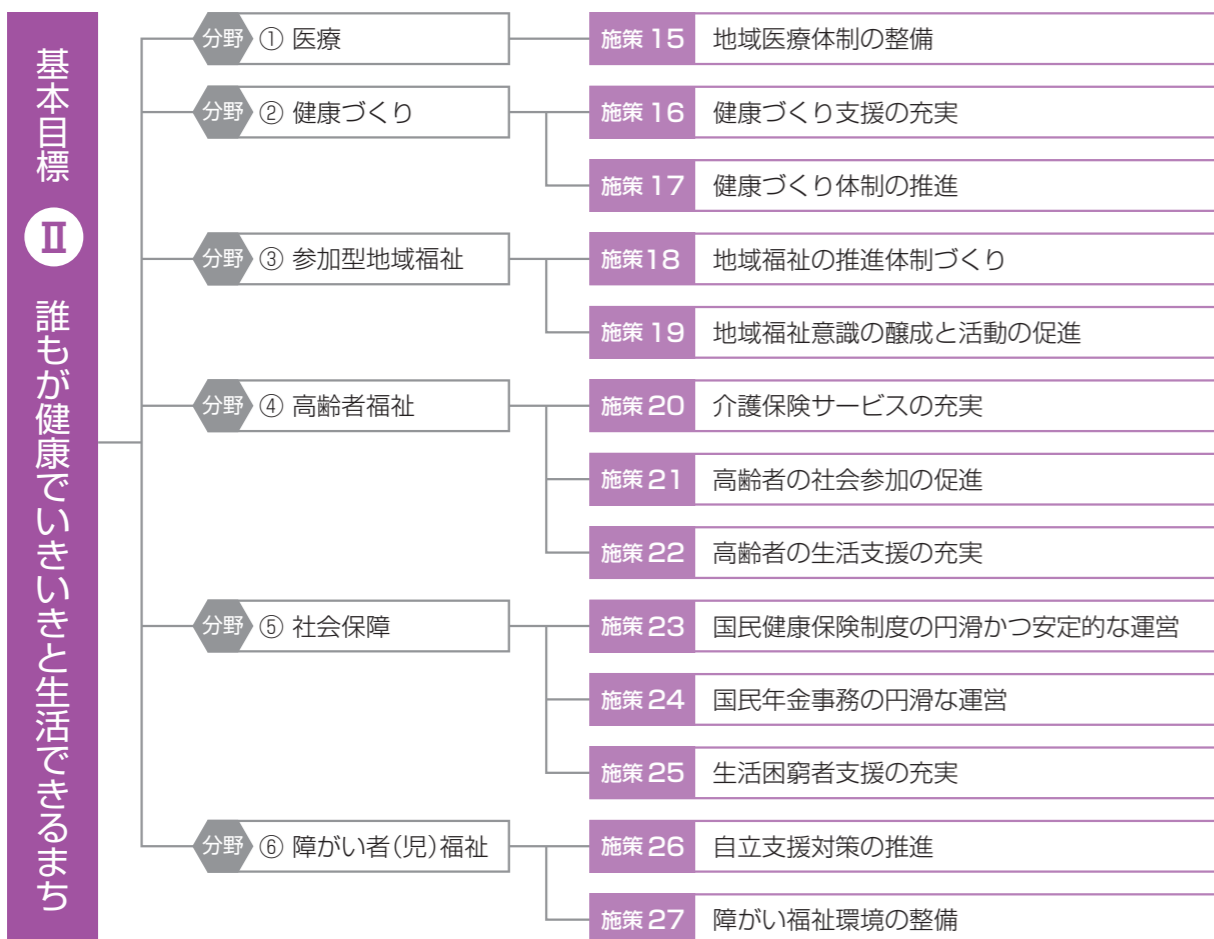 基本目標 Ⅱ 誰もが健康でいきいきと生活できるまち
分野 ① 医療
施策 15 地域医療体制の整備
分野 ② 健康づくり
施策 16 健康づくり支援の充実
施策 17 健康づくり体制の推進
分野 ③ 参加型地域福祉
施策18 地域福祉の推進体制づくり
施策 19 地域福祉意識の醸成と活動の促進
分野 ④ 高齢者福祉
施策 20 介護保険サービスの充実
施策 21 高齢者の社会参加の促進
施策 22 高齢者の生活支援の充実
分野 ⑤ 社会保障
施策 23 国民健康保険制度の円滑かつ安定的な運営
施策 24 国民年金事務の円滑な運営
施策 25 生活困窮者支援の充実
分野 ⑥ 障がい者(児)福祉
施策 26 自立支援対策の推進
施策 27 障がい福祉環境の整備